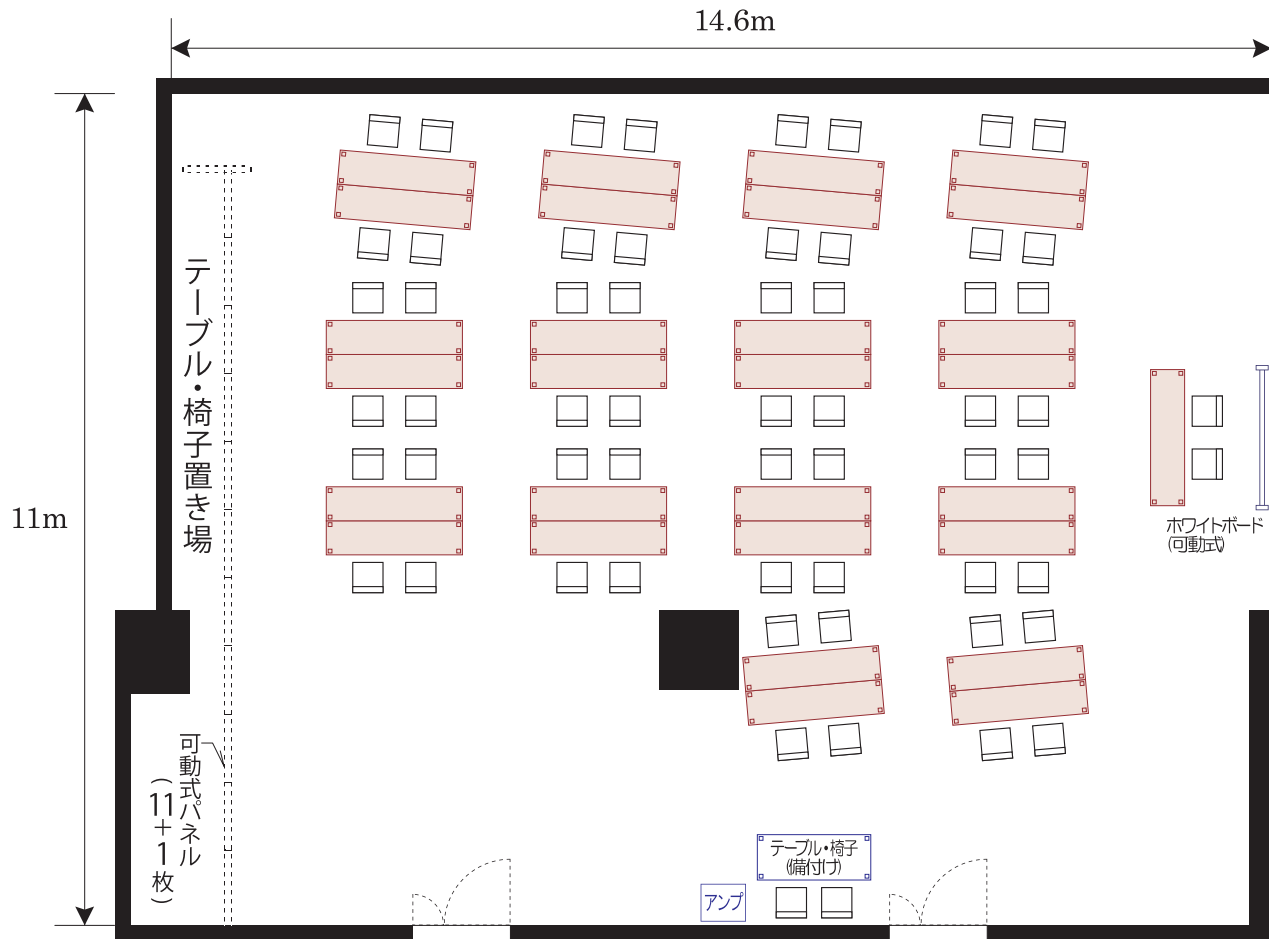 14.6m
11m
テーブル・椅子置き場
可動式パネル
(11+1枚)
ホワイトボード
(可動式)
テーブル・椅子
(備付け)
アンプ